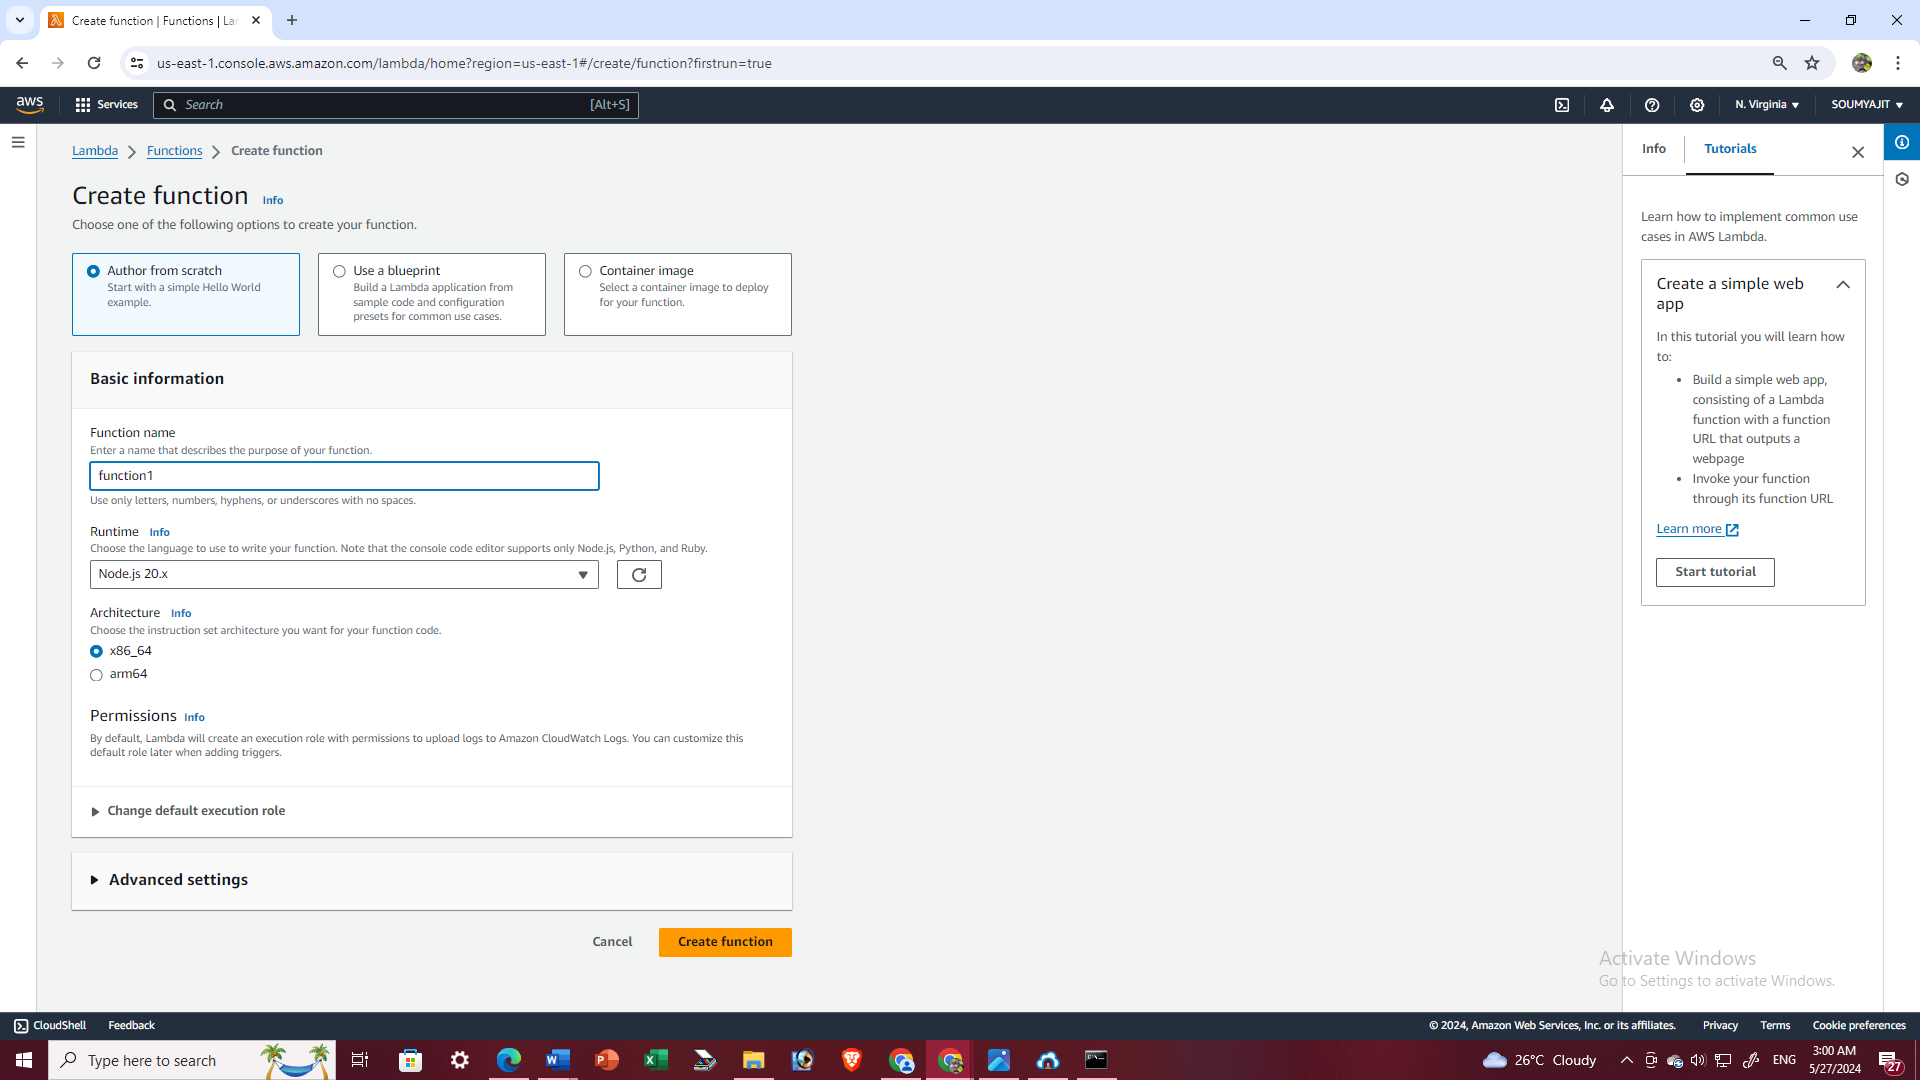 Create function | Functions | La
us-east-1.console.aws.amazon.com/lambda/home?region=us-east-1#/create/function?firstrun=true
aws
Services
Search
[Alt+S]
N. Virginia
SOUMYAJIT
Lambda
Functions
Create function
Create function Info
Choose one of the following options to create your function.
Author from scratch
Start with a simple Hello World
example.
Use a blueprint
Build a Lambda application from
sample code and configuration
presets for common use cases.
Container image
Select a container image to deploy
for your function.
Basic information
Function name
Enter a name that describes the purpose of your function.
function1
Use only letters, numbers, hyphens, or underscores with no spaces.
Runtime Info
Choose the language to use to write your function. Note that the console code editor supports only Node.js, Python, and Ruby.
Node.js 20.x
Architecture Info
Choose the instruction set architecture you want for your function code.
x86_64
arm64
Permissions Info
By default, Lambda will create an execution role with permissions to upload logs to Amazon CloudWatch Logs. You can customize this
default role later when adding triggers.
Change default execution role
Advanced settings
Cancel
Create function
Info
Tutorials
Learn how to implement common use
cases in AWS Lambda.
Create a simple web
app
In this tutorial you will learn how
to:
• Build a simple web app,
consisting of a Lambda
function with a function
URL that outputs a
webpage
• Invoke your function
through its function URL
Learn more
Start tutorial
Activate Windows
Go to Settings to activate Windows.
CloudShell
Feedback
© 2024, Amazon Web Services, Inc. or its affiliates.
Privacy
Terms
Cookie preferences
Type here to search
26°C Cloudy
ENG
3:00 AM
5/27/2024
27